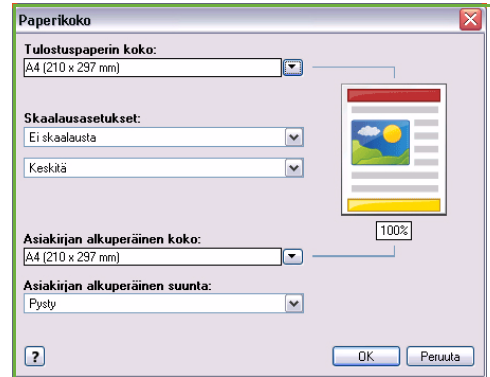 Paperikoko
Tulostuspaperin koko:
A4 (210 x 297 mm)
Skaalausasetukset:
Ei skaalausta
Keskitä
100%
Asiakirjan alkuperäinen koko:
A4 (210 x 297 mm)
Asiakirjan alkuperäinen suunta:
Pysty
? OK Peruuta